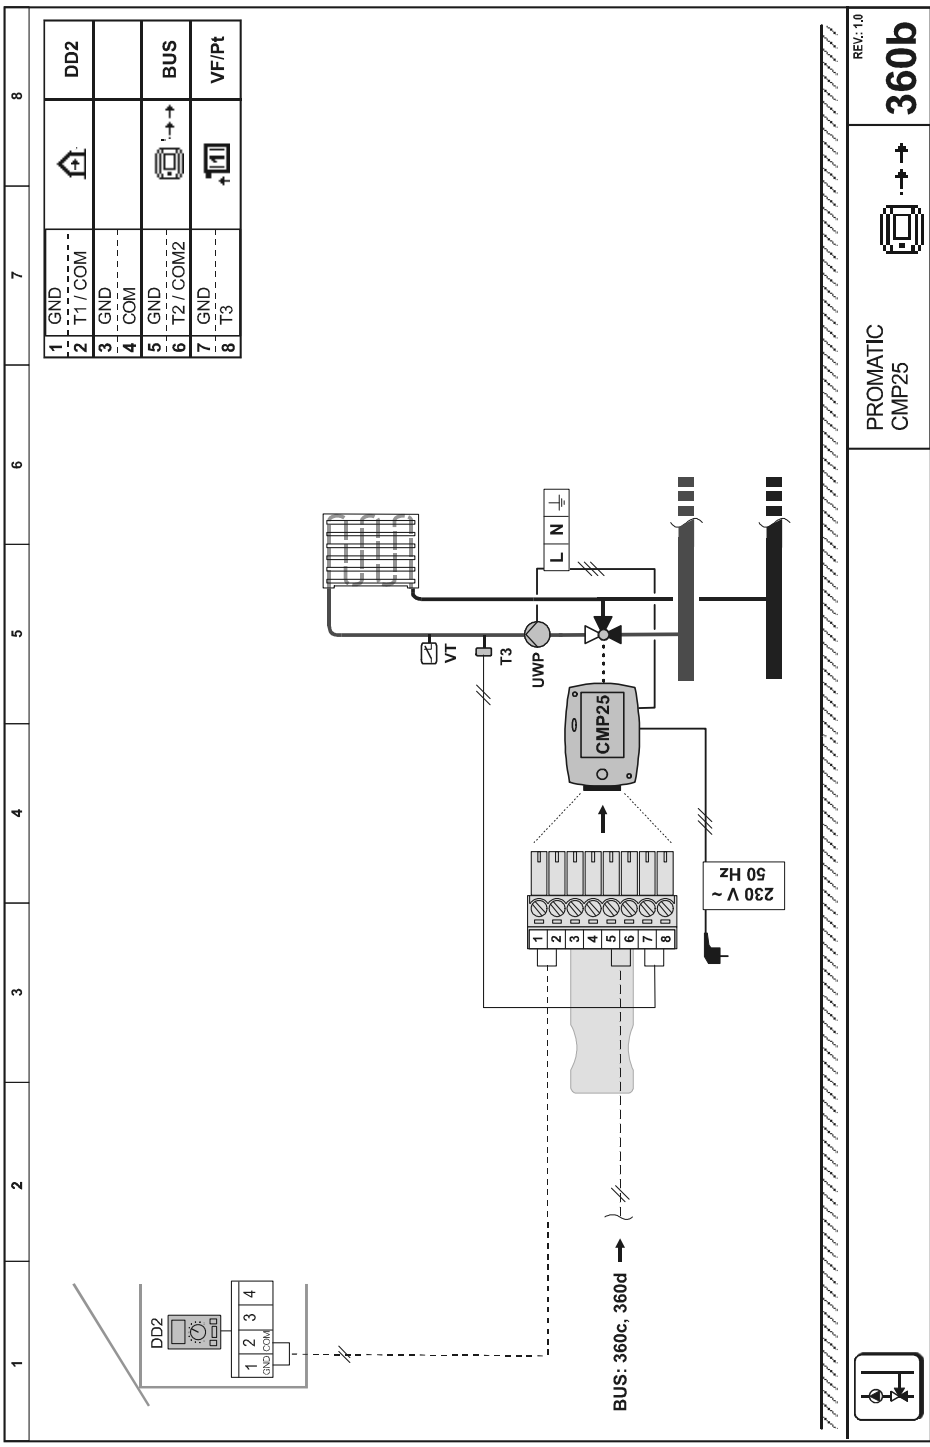 1
2
3
4
5
6
7
8
1 GND
2 T1 / COM
DD2
3 GND
4 COM
5 GND
6 T2 / COM2
BUS
7 GND
8 T3
VF/Pt
1
DD2
1 2 3 4
GND COM
BUS: 360c, 360d
1
2
3
4
5
6
7
8
230 V ~
50 Hz
CMP25
VT
T3
UWP
L N
PROMATIC
CMP25
REV.: 1.0
360b